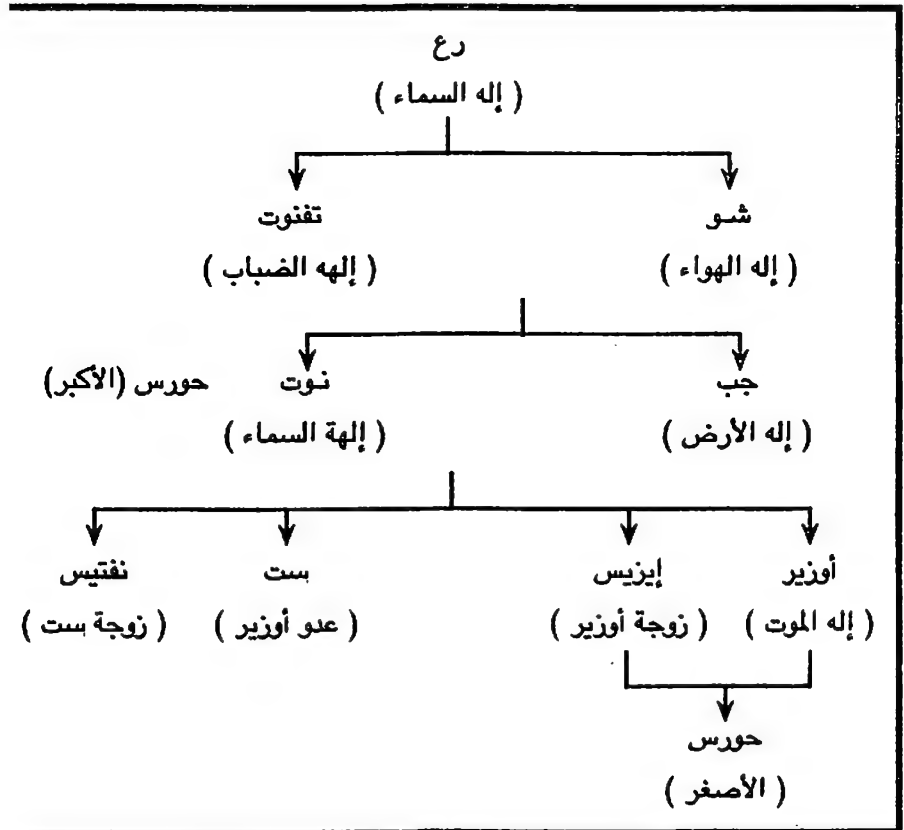 رع
( إله السماء )
شو تفنوت
( إله الهواء ) ( إلهه الضباب )
جب نوت حورس (الأكبر)
( إله الأرض ) ( إلهة السماء )
أوزير إيزيس ست نفتيس
( إله الموت ) ( زوجة أوزير ) ( عدو أوزير ) ( زوجة ست )
حورس
( الأصغر )